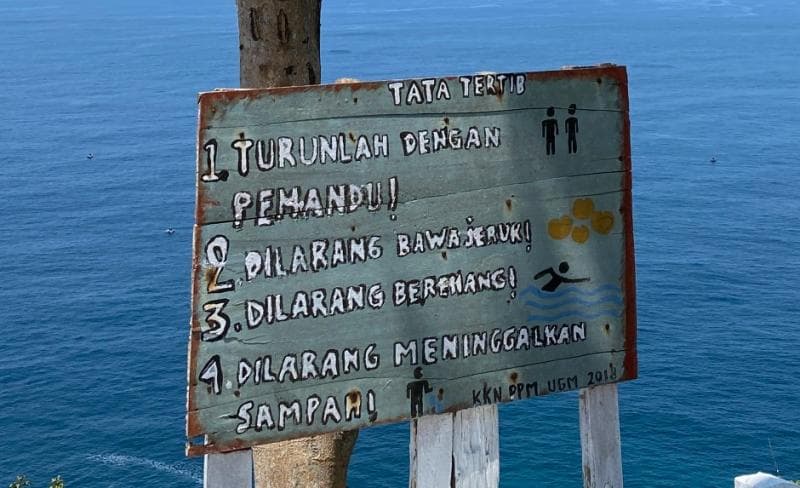 TATA TERTIB
1. TURUNLAH DENGAN
PEMANDU!
2. DILARANG BAWA JERUK!
3. DILARANG BERENANG!
4. DILARANG MENINGGALKAN
SAMPAH!
KKN PPM UGM 2018